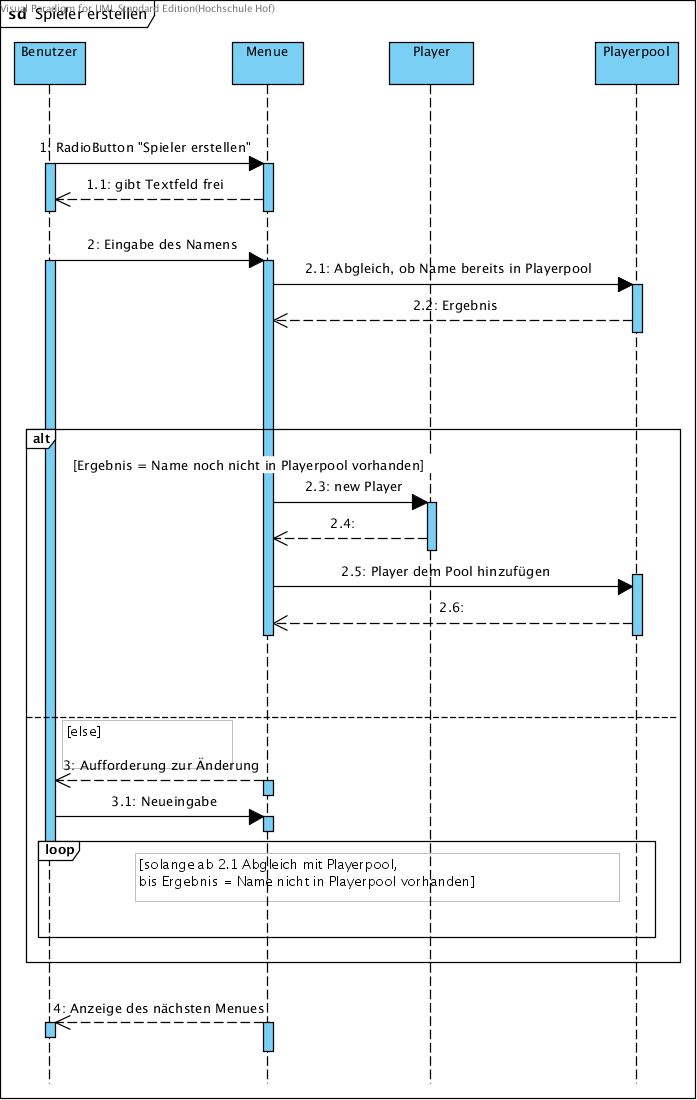 Visual Paradigm for UML Standard Edition(Hochschule Hof)
sd Spieler erstellen
Benutzer
Menue
Player
Playerpool
1: RadioButton "Spieler erstellen"
1.1: gibt Textfeld frei
2: Eingabe des Namens
2.1: Abgleich, ob Name bereits in Playerpool
2.2: Ergebnis
alt
[Ergebnis = Name noch nicht in Playerpool vorhanden]
2.3: new Player
2.4:
2.5: Player dem Pool hinzufügen
2.6:
[else]
3: Aufforderung zur Änderung
3.1: Neueingabe
loop
[solange ab 2.1 Abgleich mit Playerpool,
bis Ergebnis = Name nicht in Playerpool vorhanden]
4: Anzeige des nächsten Menues